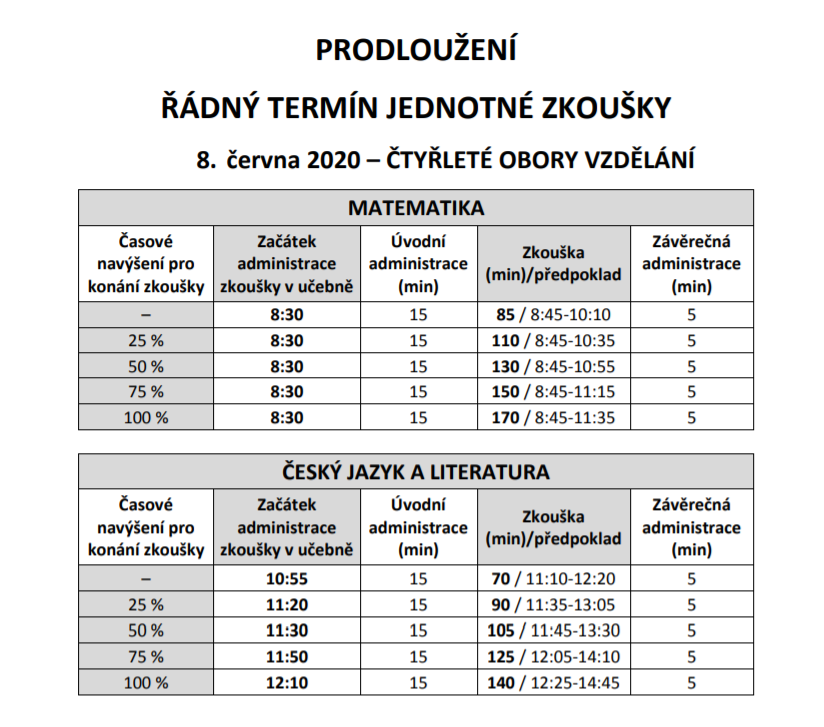 PRODLOUŽENÍ
ŘÁDNÝ TERMÍN JEDNOTNÉ ZKOUŠKY
8. června 2020 – ČTYŘLETÉ OBORY VZDĚLÁNÍ
MATEMATIKA
Časové navýšení pro konání zkoušky Začátek administrace zkoušky v učebně Úvodní administrace (min) Zkouška (min)/předpoklad Závěrečná administrace (min)
– 8:30 15 85 / 8:45-10:10 5
25 % 8:30 15 110 / 8:45-10:35 5
50 % 8:30 15 130 / 8:45-10:55 5
75 % 8:30 15 150 / 8:45-11:15 5
100 % 8:30 15 170 / 8:45-11:35 5
ČESKÝ JAZYK A LITERATURA
Časové navýšení pro konání zkoušky Začátek administrace zkoušky v učebně Úvodní administrace (min) Zkouška (min)/předpoklad Závěrečná administrace (min)
– 10:55 15 70 / 11:10-12:20 5
25 % 11:20 15 90 / 11:35-13:05 5
50 % 11:30 15 105 / 11:45-13:30 5
75 % 11:50 15 125 / 12:05-14:10 5
100 % 12:10 15 140 / 12:25-14:45 5